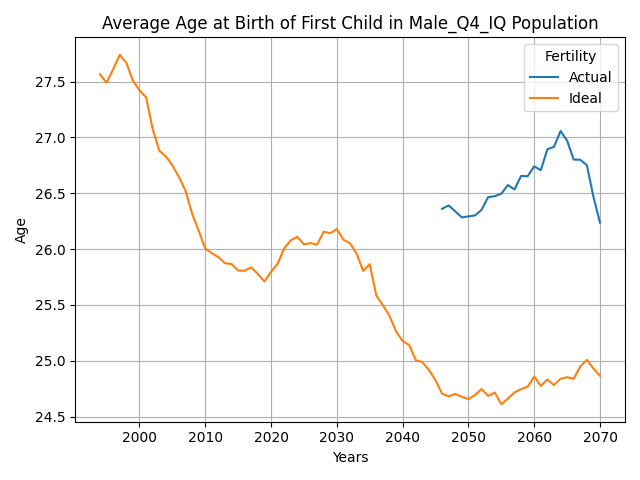 Average Age at Birth of First Child in Male_Q4_IQ Population
Fertility
Actual
Ideal
27.5
27.0
26.5
26.0
25.5
25.0
24.5
Age
2000 2010 2020 2030 2040 2050 2060 2070
Years